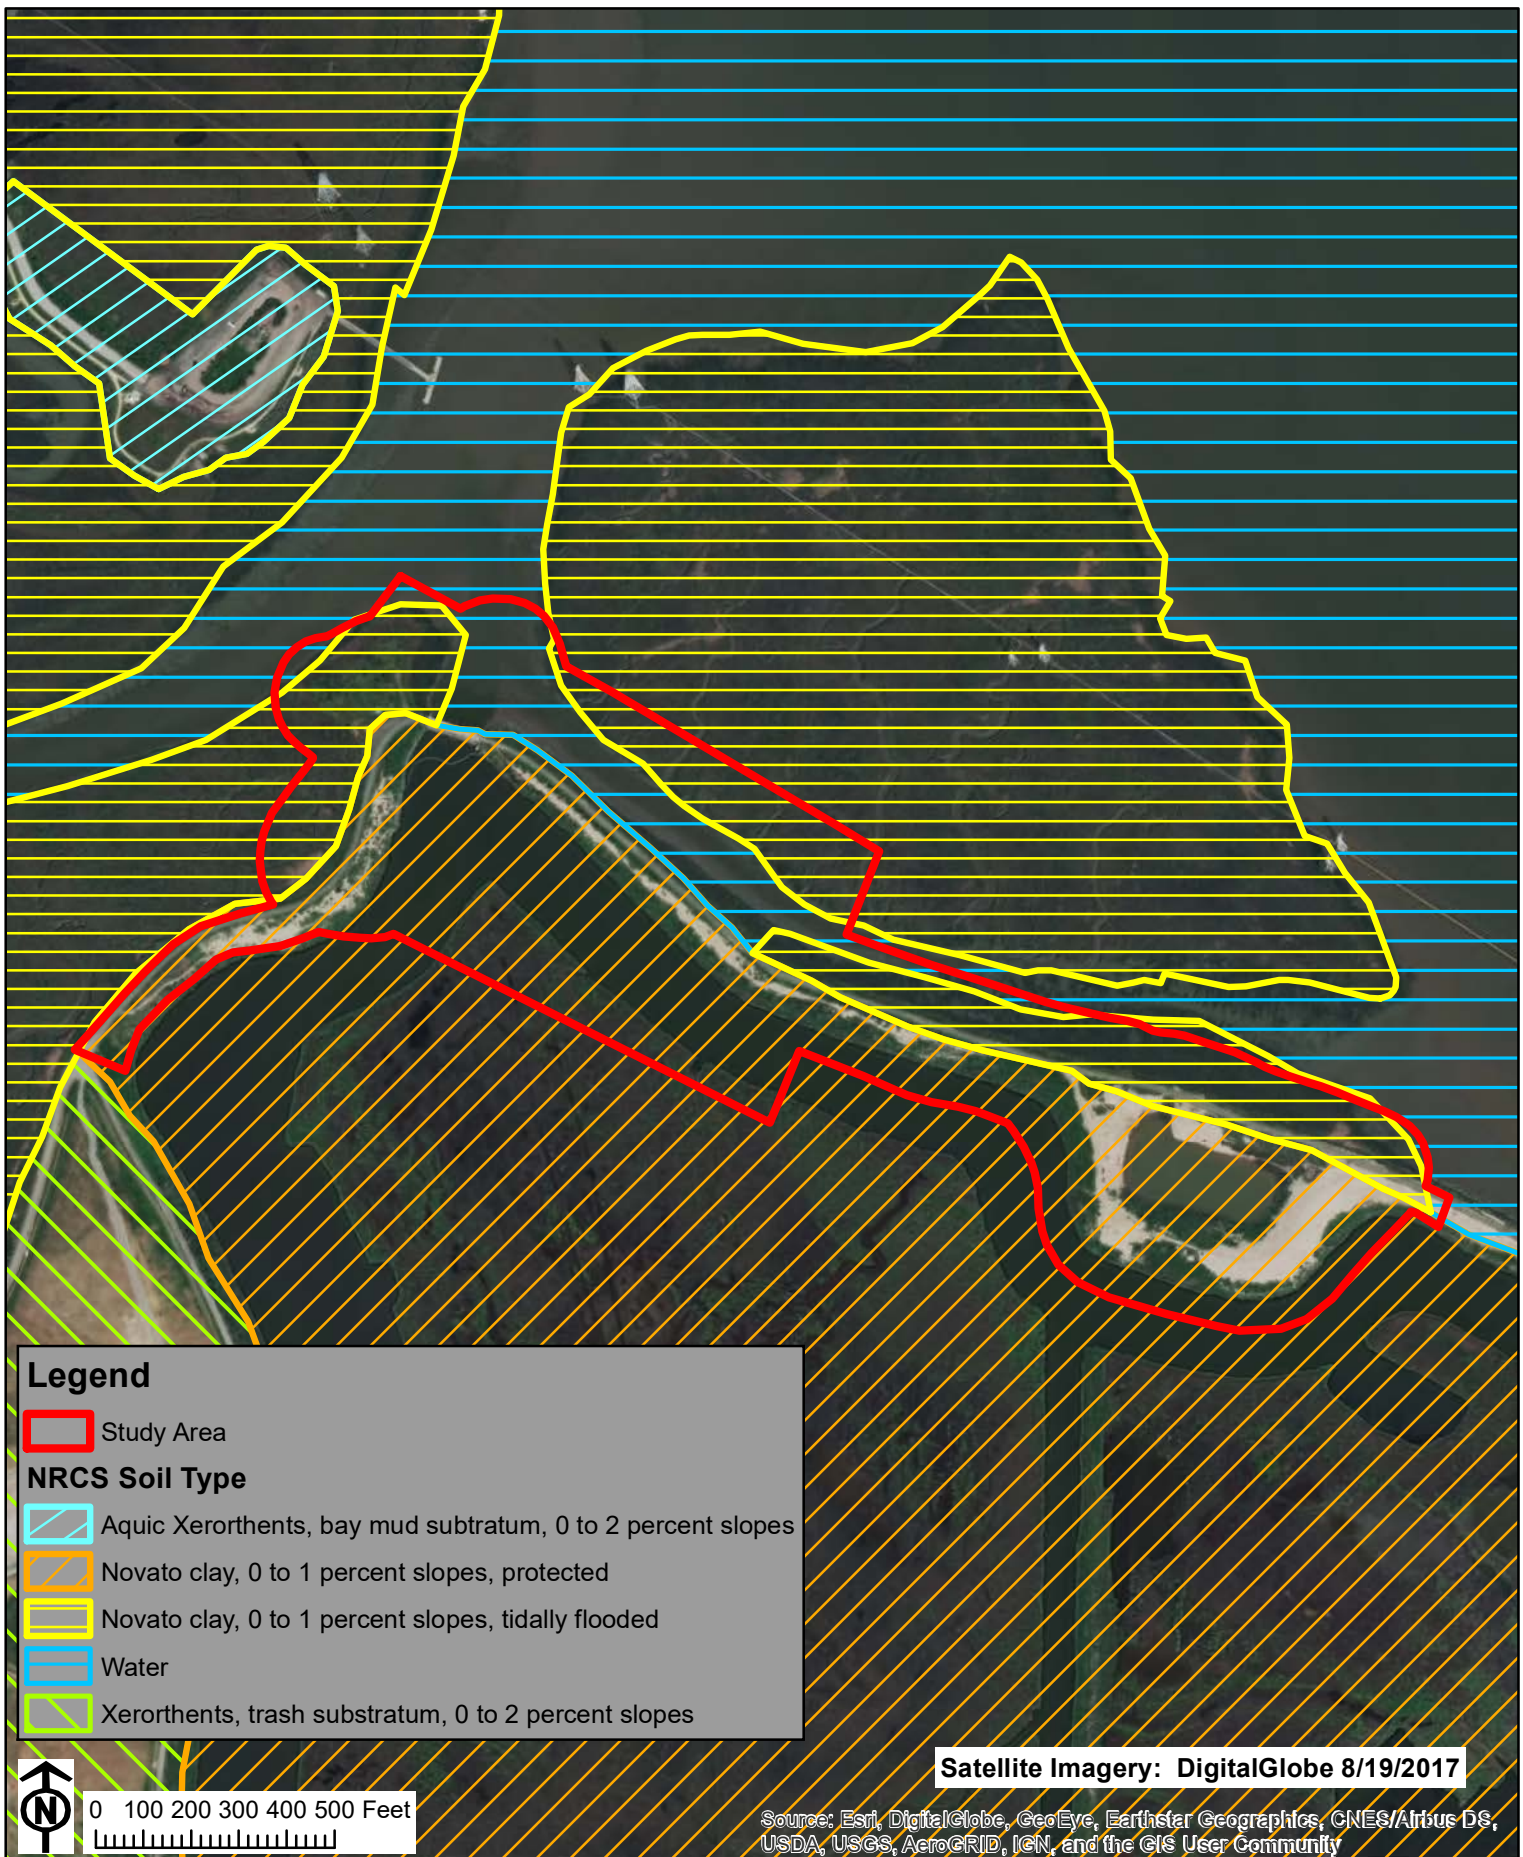 Legend
Study Area
NRCS Soil Type
Aquic Xerorthents, bay mud subtratum, 0 to 2 percent slopes
Novato clay, 0 to 1 percent slopes, protected
Novato clay, 0 to 1 percent slopes, tidally flooded
Water
Xerorthents, trash substratum, 0 to 2 percent slopes
N
0 100 200 300 400 500 Feet
Satellite Imagery: DigitalGlobe 8/19/2017
Source: Esri, DigitalGlobe, GeoEye, Earthstar Geographics, CNES/Airbus DS,
USDA, USGS, AeroGRID, IGN, and the GIS User Community